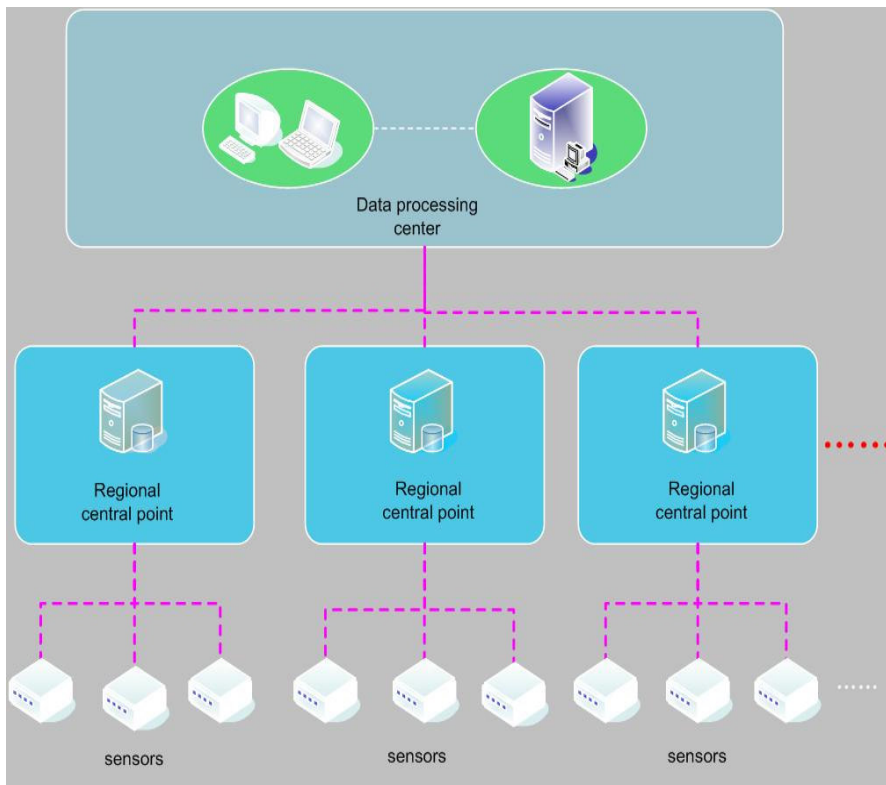 Data processing
center
Regional
central point
Regional
central point
Regional
central point
sensors
sensors
sensors